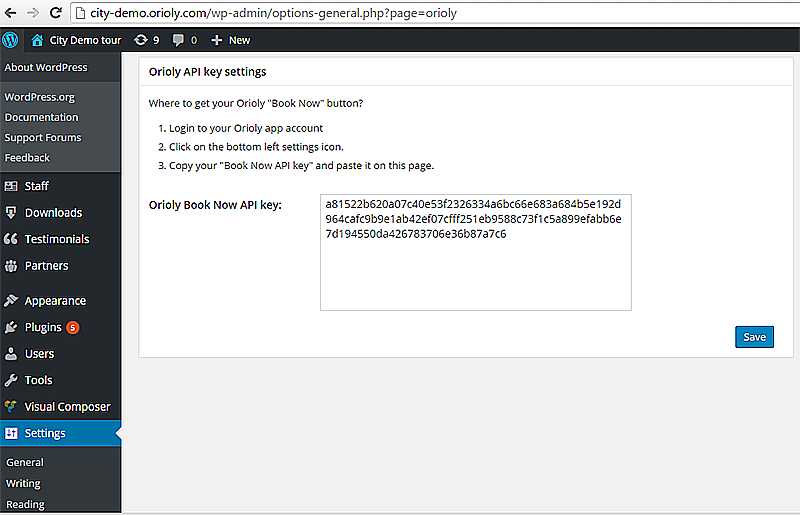 city-demo.orioly.com/wp-admin/options-general.php?page=orioly
City Demo tour 9 0 + New
About WordPress
WordPress.org
Documentation
Support Forums
Feedback
Staff
Downloads
Testimonials
Partners
Appearance
Plugins 5
Users
Tools
Visual Composer
Settings
General
Writing
Reading
Orioly API key settings
Where to get your Orioly "Book Now" button?
1. Login to your Orioly app account
2. Click on the bottom left settings icon.
3. Copy your "Book Now API key" and paste it on this page.
Orioly Book Now API key:
a81522b620a07c40e53f2326334a6bc66e683a684b5e192d
964cafc9b9e1ab42ef07cfff251eb9588c73f1c5a899efabb6e
7d194550da426783706e36b87a7c6
Save